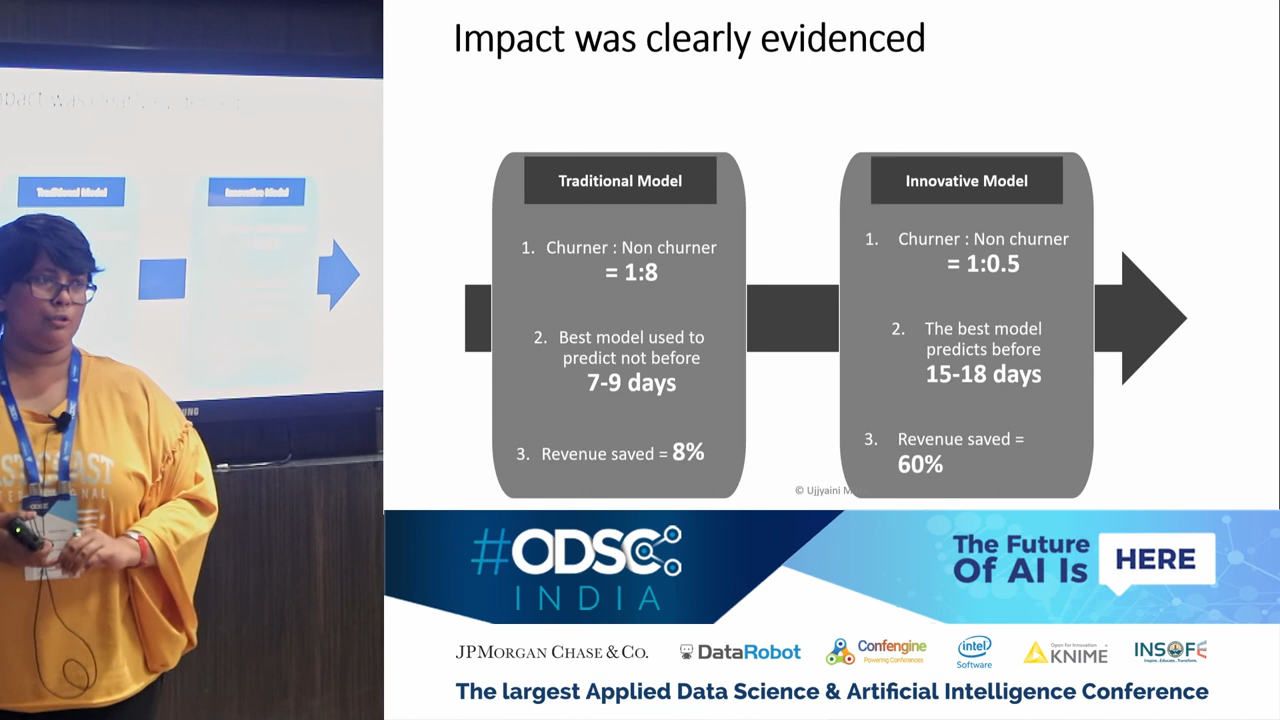 Impact was clearly evidenced
Traditional Model
1. Churner : Non churner
= 1:8
2. Best model used to
predict not before
7-9 days
3. Revenue saved = 8%
Innovative Model
1. Churner : Non churner
= 1:0.5
2. The best model
predicts before
15-18 days
3. Revenue saved =
60%
© Ujjyaini
Traditional Model
Innovative Model
#ODSC
INDIA
The Future
Of AI Is
HERE
JPMORGAN CHASE & CO.
DataRobot
Confengine
Powering Conferences
intel
Software
Open for Innovation
KNIME
INSOFE
Inspire...Educate...Transform.
The largest Applied Data Science & Artificial Intelligence Conference